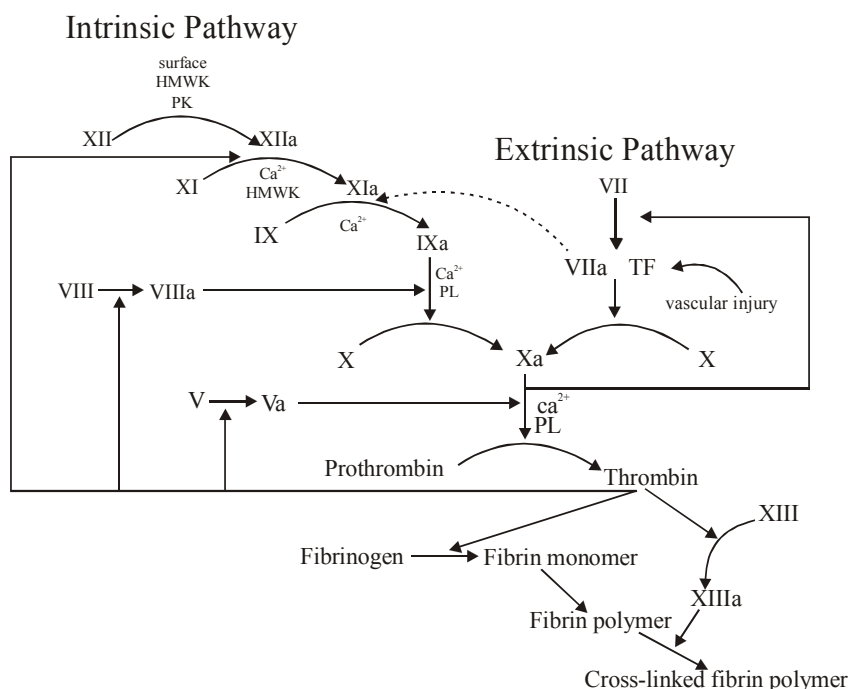 Intrinsic Pathway
surface
HMWK
PK
XII
XIIa
Extrinsic Pathway
XI
Ca²⁺
HMWK
XIa
VII
IX
Ca²⁺
IXa
VIIa TF
Ca²⁺
PL
VIII
VIIIa
vascular injury
X
Xa
X
V
Va
ca²⁺
PL
Prothrombin
Thrombin
XIII
Fibrinogen
Fibrin monomer
XIIIa
Fibrin polymer
Cross-linked fibrin polymer